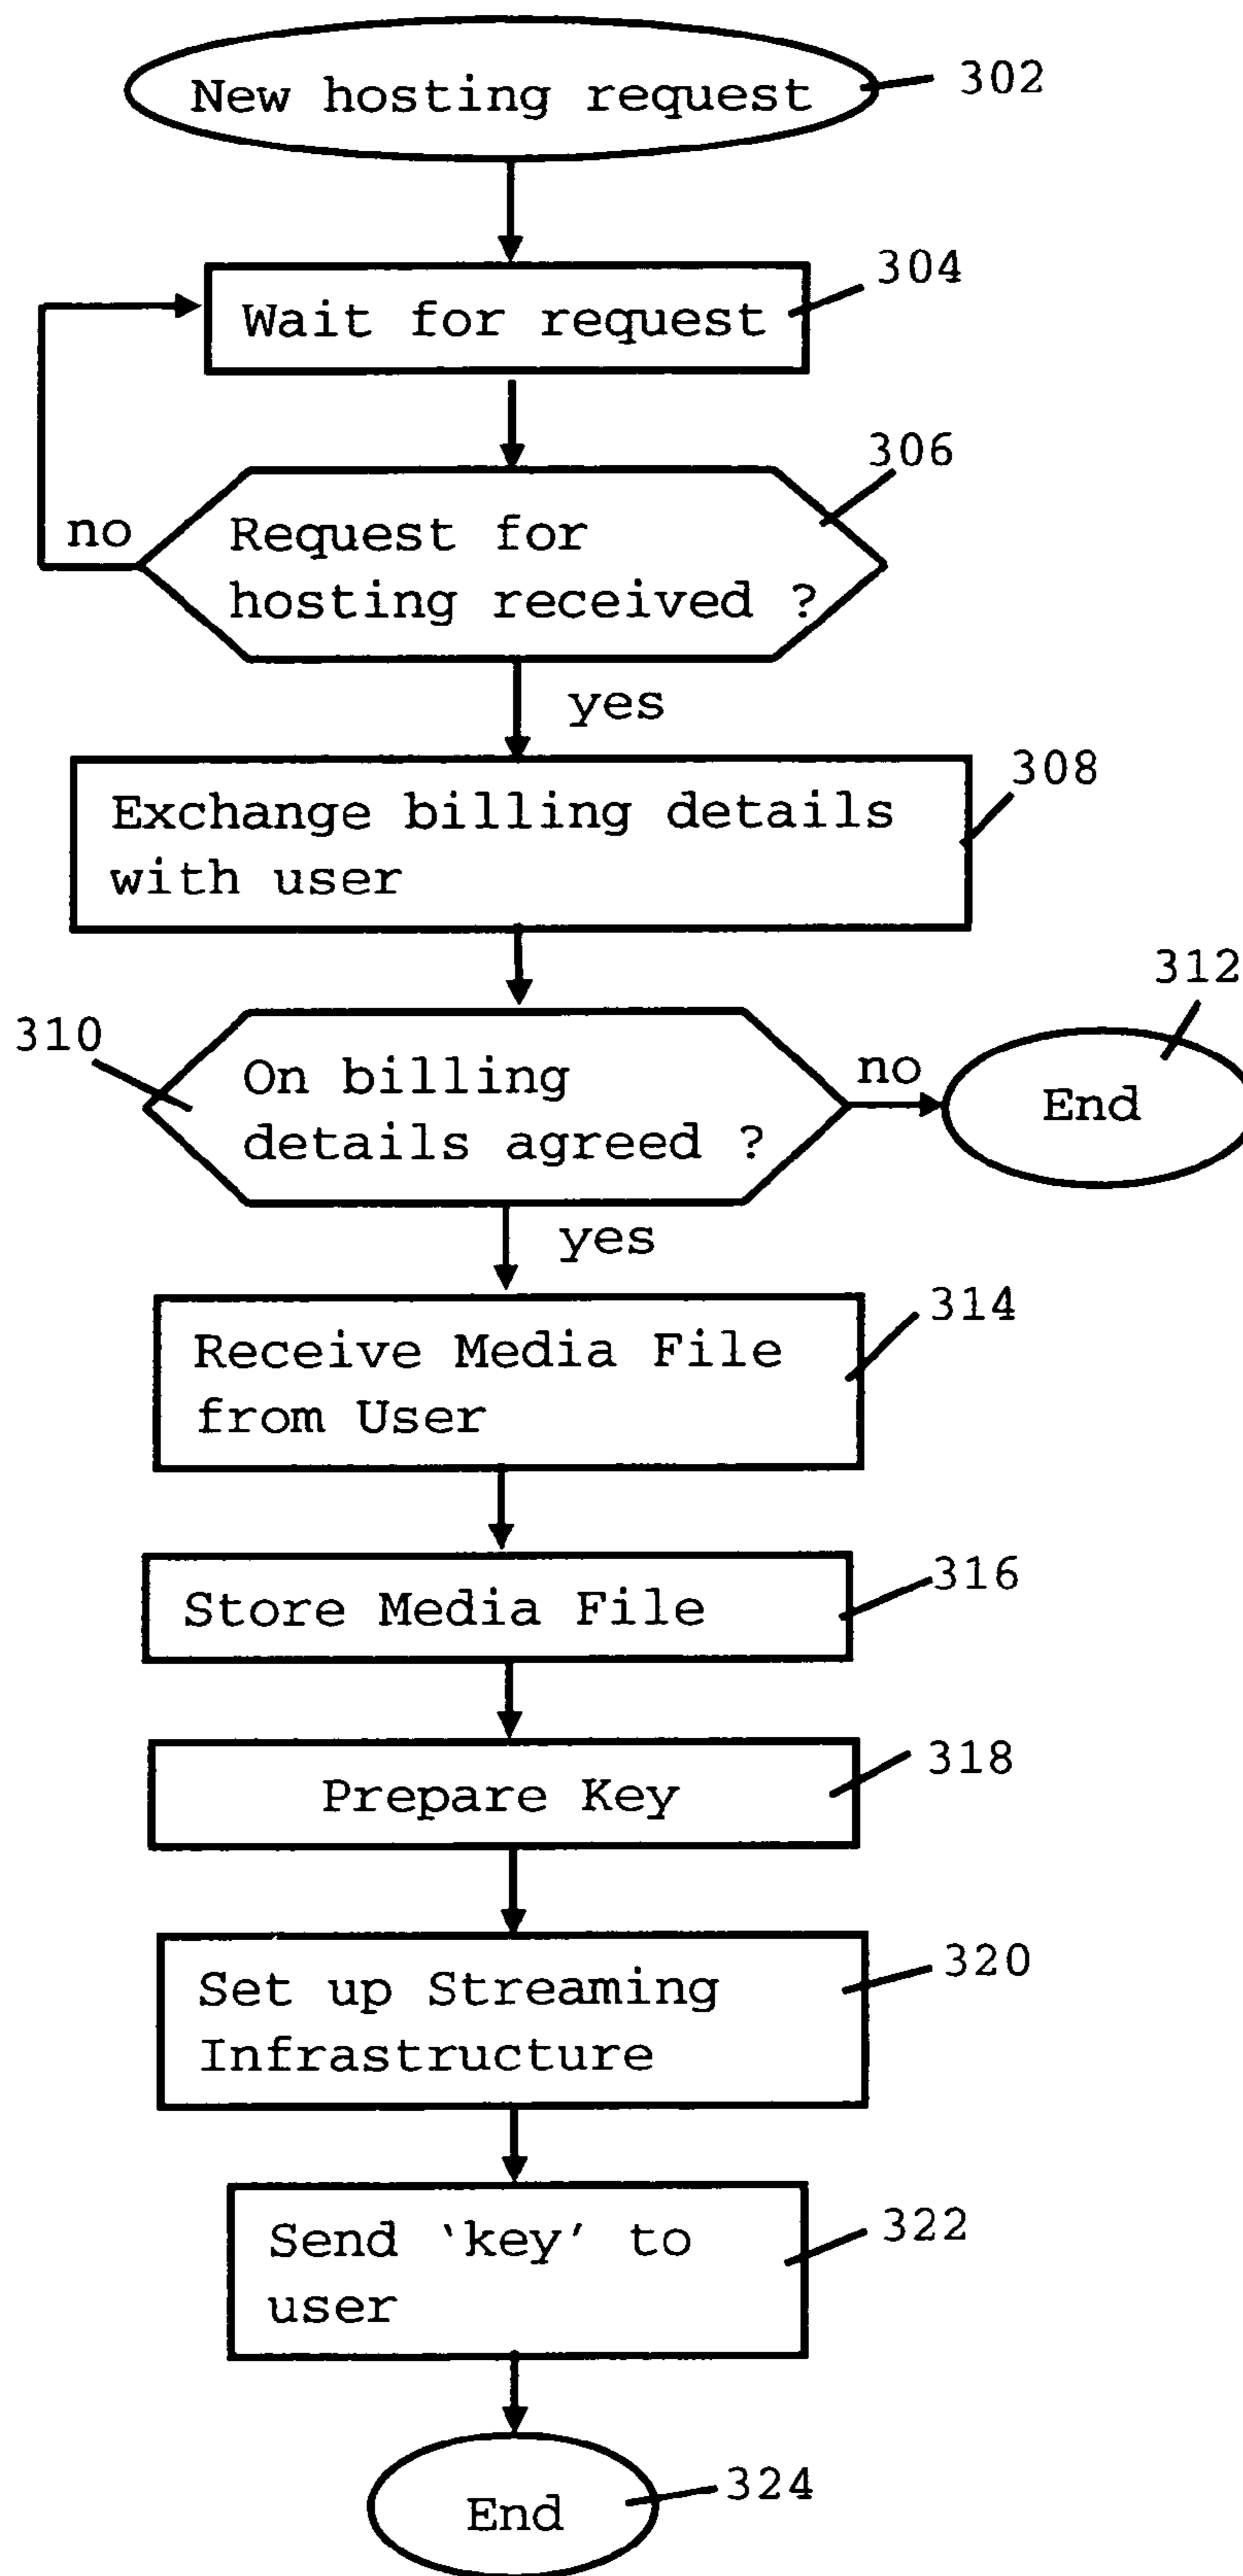 New hosting request
302
304
Wait for request
306
no
Request for
hosting received ?
yes
308
Exchange billing details
with user
312
310
On billing
details agreed ?
no
End
yes
314
Receive Media File
from User
316
Store Media File
318
Prepare Key
320
Set up Streaming
Infrastructure
322
Send ‘key’ to
user
324
End